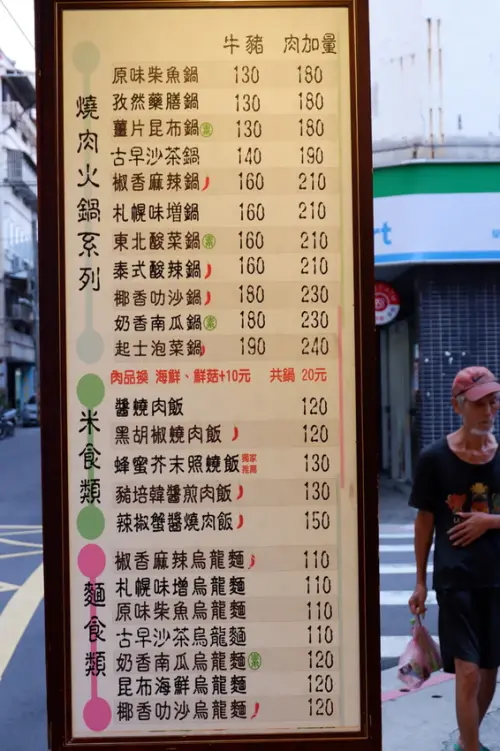 燒肉火鍋系列
牛豬 肉加量
原味柴魚鍋 130 180
孜然藥膳鍋 130 180
薑片昆布鍋 素 130 180
古早沙茶鍋 140 190
椒香麻辣鍋 160 210
札幌味增鍋 160 210
東北酸菜鍋 素 160 210
泰式酸辣鍋 160 210
椰香叻沙鍋 180 230
奶香南瓜鍋 素 180 230
起士泡菜鍋 190 240
肉品換 海鮮、鮮菇+10元 共鍋 20元
米食類
醬燒肉飯 120
黑胡椒燒肉飯 120
蜂蜜芥末照燒飯 獨家推薦 130
豬培韓醬煎肉飯 130
辣椒蟹醬燒肉飯 150
麵食類
椒香麻辣烏龍麵 110
札幌味增烏龍麵 110
原味柴魚烏龍麵 110
古早沙茶烏龍麵 110
奶香南瓜烏龍麵 素 120
昆布海鮮烏龍麵 120
椰香叻沙烏龍麵 120